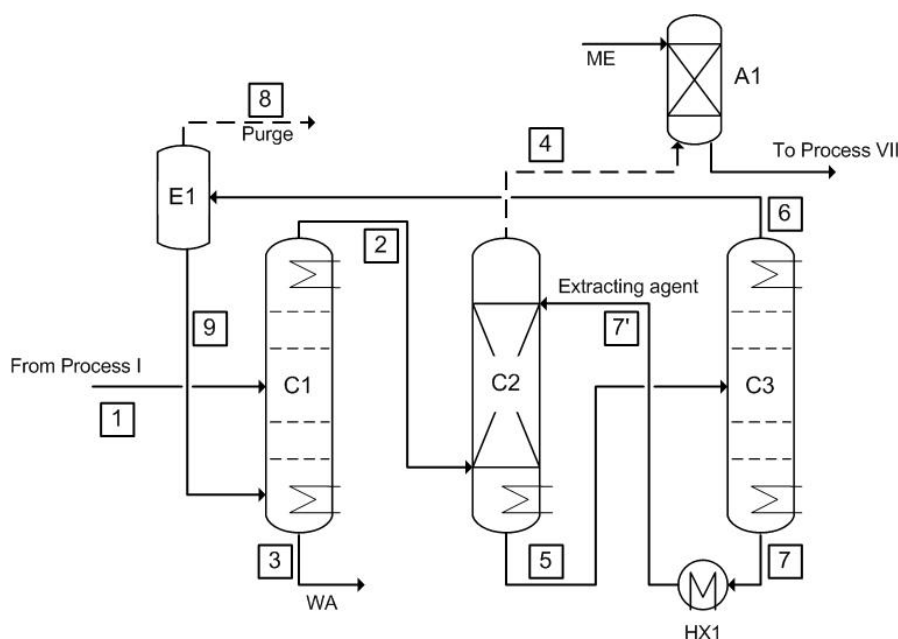 ME
A1
8
Purge
4
To Process VII
E1
6
2
Extracting agent
9
7'
From Process I
C1
C2
C3
1
3
5
7
WA
HX1